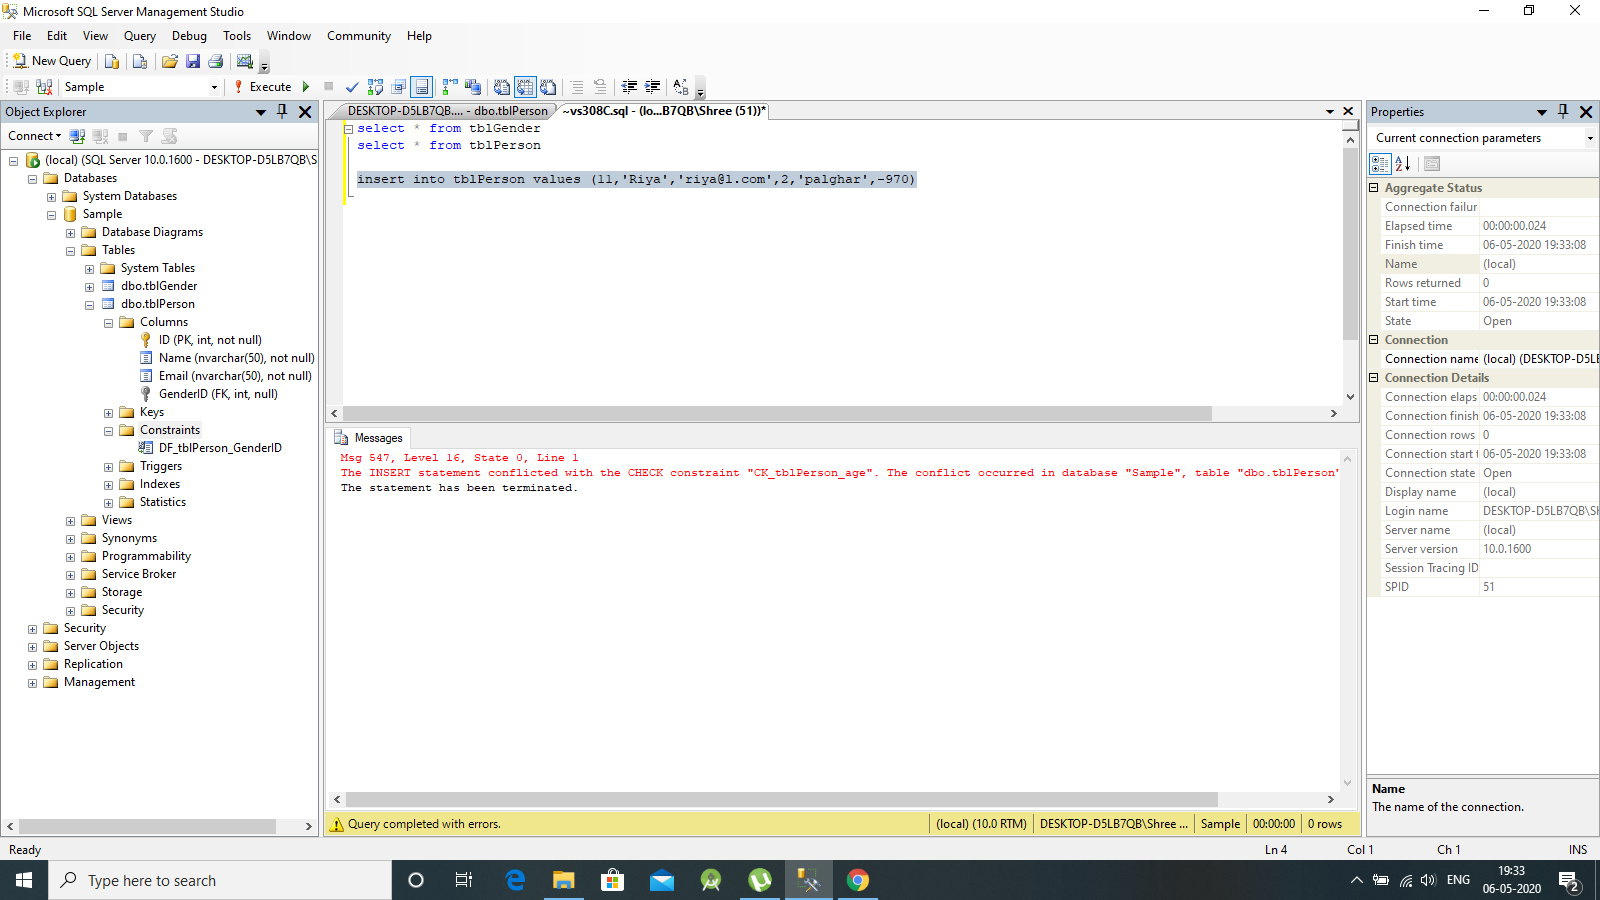 Microsoft SQL Server Management Studio
File Edit View Query Debug Tools Window Community Help
New Query
Sample Execute
Object Explorer
Connect
(local) (SQL Server 10.0.1600 - DESKTOP-D5LB7QB\S
Databases
System Databases
Sample
Database Diagrams
Tables
System Tables
dbo.tblGender
dbo.tblPerson
Columns
ID (PK, int, not null)
Name (nvarchar(50), not null)
Email (nvarchar(50), not null)
GenderID (FK, int, null)
Keys
Constraints
DF_tblPerson_GenderID
Triggers
Indexes
Statistics
Views
Synonyms
Programmability
Service Broker
Storage
Security
Security
Server Objects
Replication
Management
DESKTOP-D5LB7QB.... - dbo.tblPerson
~vs308C.sql - (lo...B7QB\Shree (51))*
select * from tblGender
select * from tblPerson
insert into tblPerson values (11,'Riya','riya@l.com',2,'palghar',-970)
Messages
Msg 547, Level 16, State 0, Line 1
The INSERT statement conflicted with the CHECK constraint "CK_tblPerson_age". The conflict occurred in database "Sample", table "dbo.tblPerson"
The statement has been terminated.
Query completed with errors. (local) (10.0 RTM) DESKTOP-D5LB7QB\Shree ... Sample 00:00:00 0 rows
Properties
Current connection parameters
Aggregate Status
Connection failur
Elapsed time 00:00:00.024
Finish time 06-05-2020 19:33:08
Name (local)
Rows returned 0
Start time 06-05-2020 19:33:08
State Open
Connection
Connection name (local) (DESKTOP-D5LE
Connection Details
Connection elaps 00:00:00.024
Connection finish 06-05-2020 19:33:08
Connection rows 0
Connection start t 06-05-2020 19:33:08
Connection state Open
Display name (local)
Login name DESKTOP-D5LB7QB\Sh
Server name (local)
Server version 10.0.1600
Session Tracing ID
SPID 51
Name
The name of the connection.
Ready Ln 4 Col 1 Ch 1 INS
Type here to search
ENG
19:33
06-05-2020
2